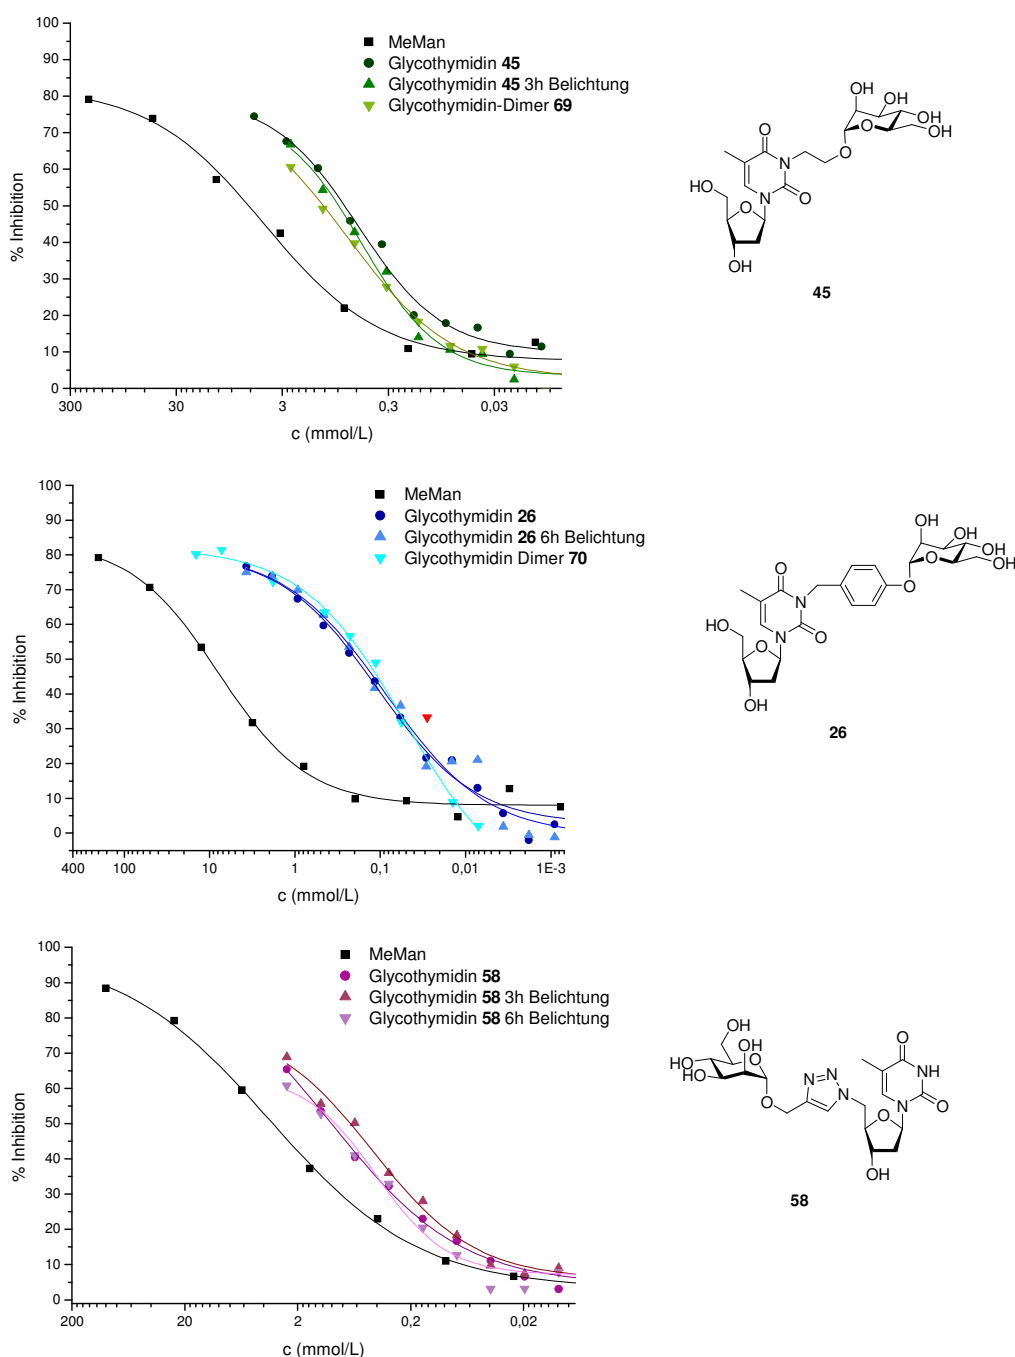 100
90
80
70
60
50
40
30
20
10
0
% Inhibition
MeMan
Glycothymidin 45
Glycothymidin 45 3h Belichtung
Glycothymidin-Dimer 69
300 30 3 0,3 0,03
c (mmol/L)
OH
OH
HO
O
OH
O
O
N
O
N
O
HO
O
OH
45
100
90
80
70
60
50
40
30
20
10
0
% Inhibition
MeMan
Glycothymidin 26
Glycothymidin 26 6h Belichtung
Glycothymidin Dimer 70
400 100 10 1 0,1 0,01 1E-3
c (mmol/L)
OH
OH
HO
O
OH
O
O
N
N
O
HO
O
OH
26
100
90
80
70
60
50
40
30
20
10
0
% Inhibition
MeMan
Glycothymidin 58
Glycothymidin 58 3h Belichtung
Glycothymidin 58 6h Belichtung
200 20 2 0,2 0,02
c (mmol/L)
OH
OH
HO
HO
O
O
N N
N
O
NH
N
O
O
OH
58